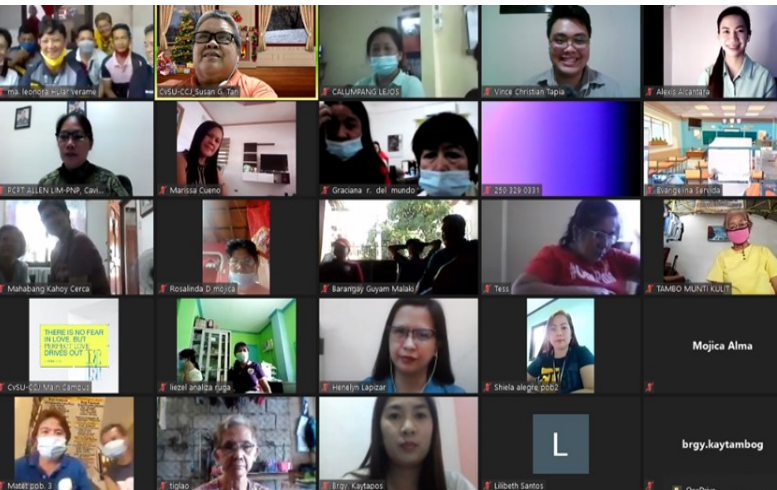 ma. leonora Hular verame
CvSU-CCJ_Susan G. Tan
CALUMPANG LEJOS
Vince Christian Tapia
Alexis Alcantara
PCPT ALLEN LIM-PNP, Cavi...
Marissa Cueno
Graciana r. del mundo
250 329 0331
Evangelina Servida
Mahabang Kahoy Cerca
Rosalinda D mojica
Barangay Guyam Malaki
Tess
TAMBO MUNTI KULIT
THERE IS NO FEAR
IN LOVE, BUT
PERFECT LOVE
DRIVES OUT
CvSU-CCJ Main Campus
liezel analiza ruga
Henelyn Lapizar
Shiela alegre pob2
Mojica Alma
Matet pob. 3
tiglao
Brgy. Kaytapos
L
Lilibeth Santos
brgy.kaytambog
OneDrive